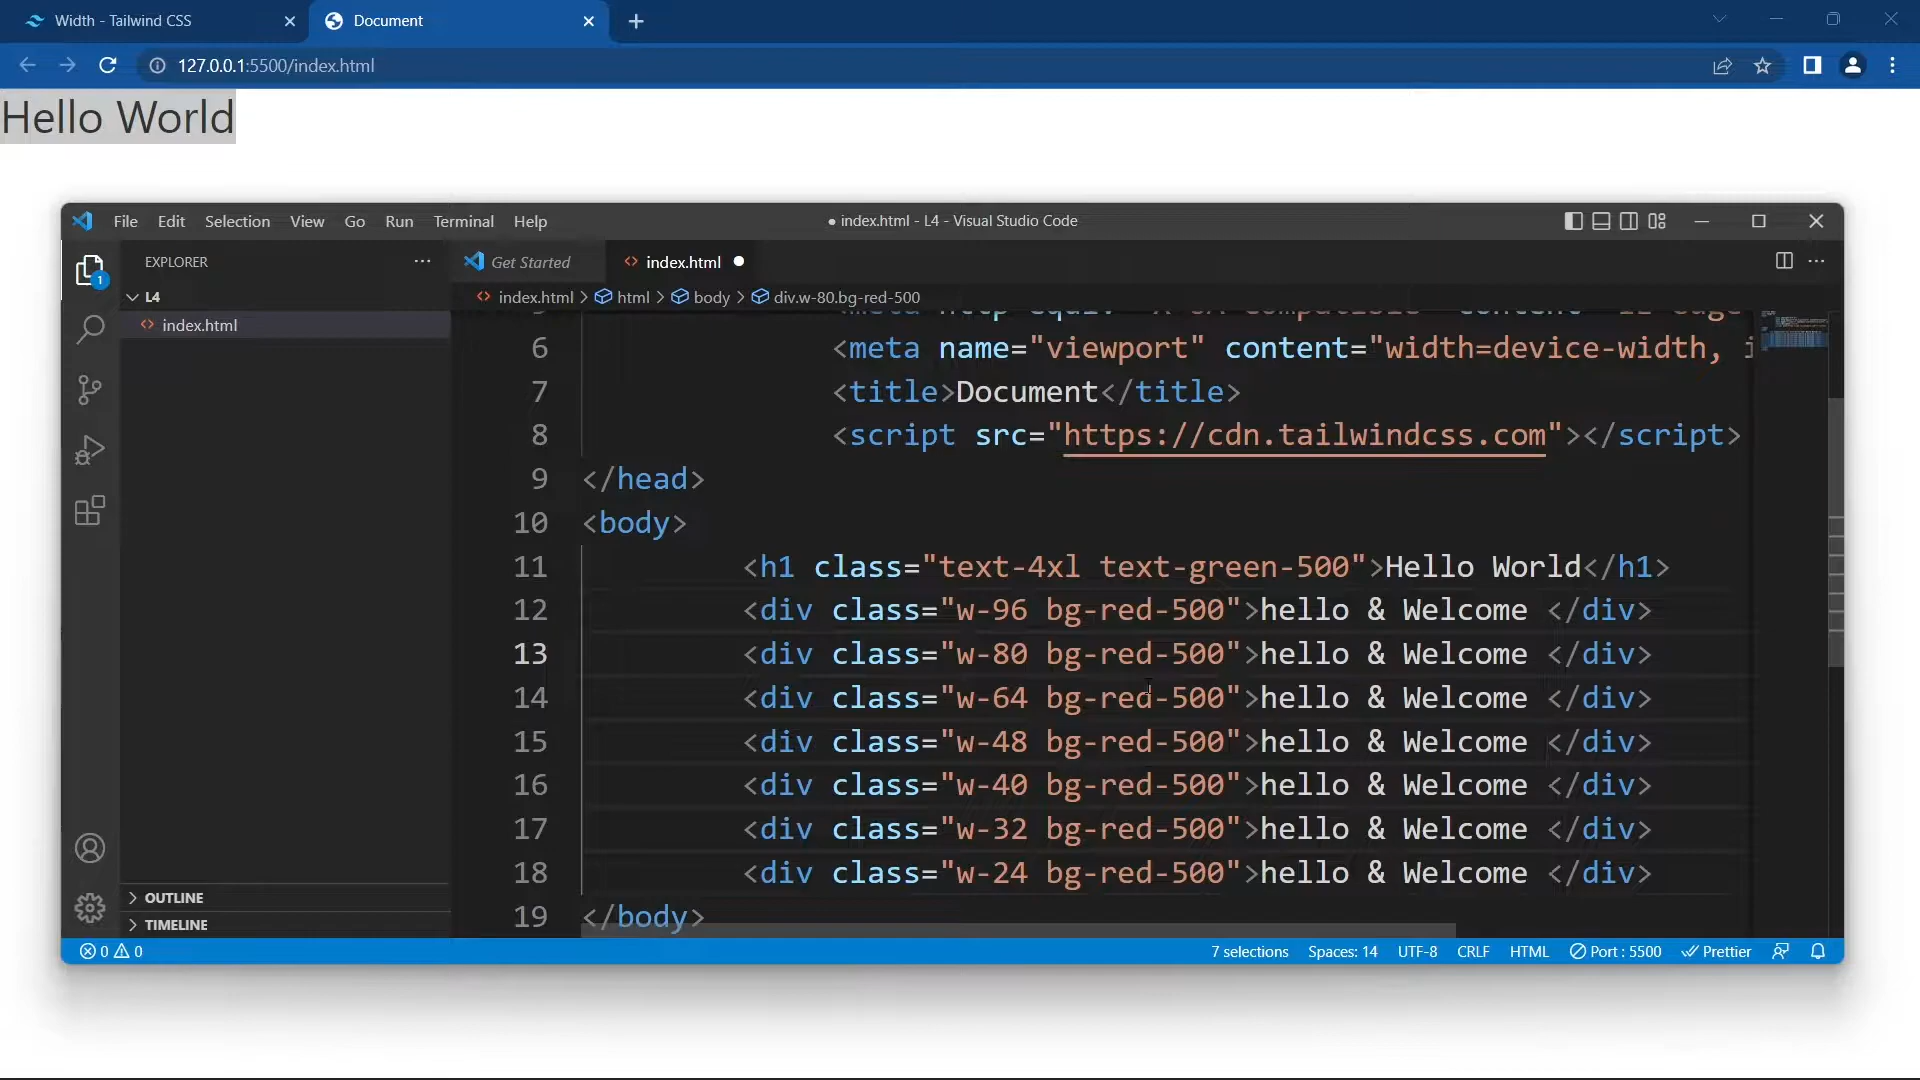 Width - Tailwind CSS
Document
127.0.0.1:5500/index.html
Hello World
File Edit Selection View Go Run Terminal Help
● index.html - L4 - Visual Studio Code
EXPLORER
Get Started
index.html
L4
index.html
index.html > html > body > div.w-80.bg-red-500
6 <meta name="viewport" content="width=device-width, i
7 <title>Document</title>
8 <script src="https://cdn.tailwindcss.com"></script>
9 </head>
10 <body>
11 <h1 class="text-4xl text-green-500">Hello World</h1>
12 <div class="w-96 bg-red-500">hello & Welcome </div>
13 <div class="w-80 bg-red-500">hello & Welcome </div>
14 <div class="w-64 bg-red-500">hello & Welcome </div>
15 <div class="w-48 bg-red-500">hello & Welcome </div>
16 <div class="w-40 bg-red-500">hello & Welcome </div>
17 <div class="w-32 bg-red-500">hello & Welcome </div>
18 <div class="w-24 bg-red-500">hello & Welcome </div>
19 </body>
1
OUTLINE
TIMELINE
0 0
7 selections Spaces: 14 UTF-8 CRLF HTML Port : 5500 Prettier